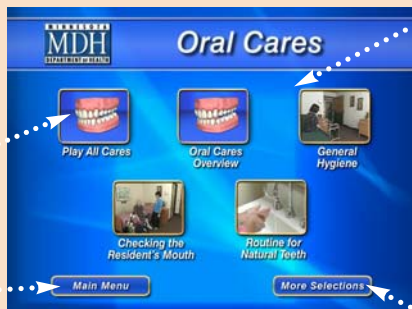 MINNESOTA
MDH
DEPARTMENT OF HEALTH
Oral Cares
Play All Cares
Oral Cares
Overview
General
Hygiene
Checking the
Resident's Mouth
Routine for
Natural Teeth
Main Menu
More Selections